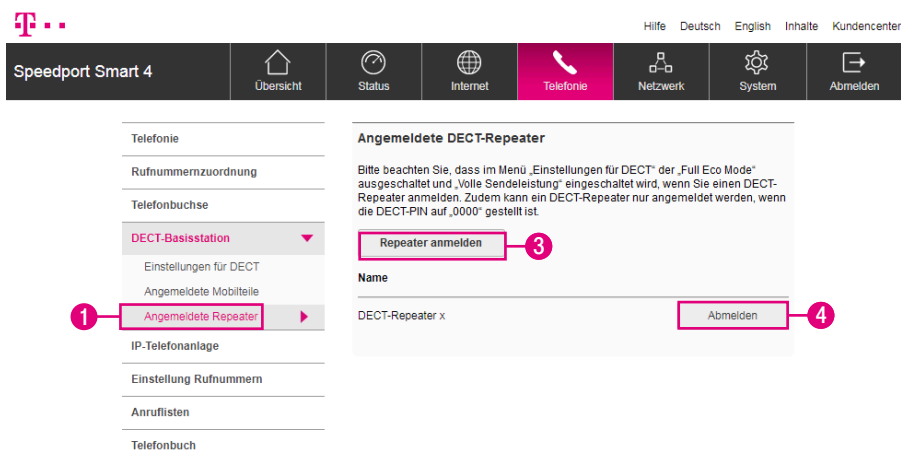 T
Hilfe Deutsch English Inhalte Kundencenter
Speedport Smart 4
Übersicht
Status
Internet
Telefonie
Netzwerk
System
Abmelden
Telefonie
Rufnummernzuordnung
Telefonbuchse
DECT-Basisstation
Einstellungen für DECT
Angemeldete Mobilteile
1
Angemeldete Repeater
IP-Telefonanlage
Einstellung Rufnummern
Anruflisten
Telefonbuch
Angemeldete DECT-Repeater
Bitte beachten Sie, dass im Menü „Einstellungen für DECT“ der „Full Eco Mode“
ausgeschaltet und „Volle Sendeleistung“ eingeschaltet wird, wenn Sie einen DECT-
Repeater anmelden. Zudem kann ein DECT-Repeater nur angemeldet werden, wenn
die DECT-PIN auf „0000“ gestellt ist.
Repeater anmelden
3
Name
DECT-Repeater x
Abmelden
4